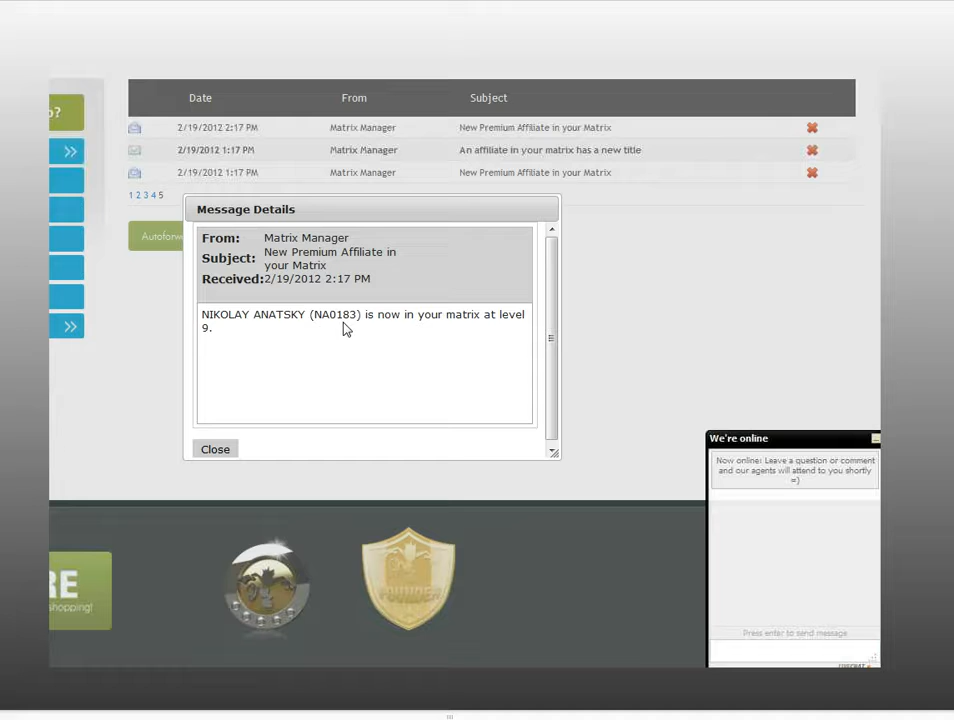 Date From Subject
o?
2/19/2012 2:17 PM Matrix Manager New Premium Affiliate in your Matrix
2/19/2012 1:17 PM Matrix Manager An affiliate in your matrix has a new title
2/19/2012 1:17 PM Matrix Manager New Premium Affiliate in your Matrix
1 2 3 4 5
Autoforw
Message Details
From: Matrix Manager
Subject: New Premium Affiliate in
your Matrix
Received: 2/19/2012 2:17 PM
NIKOLAY ANATSKY (NA0183) is now in your matrix at level
9.
Close
We're online
Now online: Leave a question or comment
and our agents will attend to you shortly
=)
Press enter to send message
RE
shopping!
FOUNDER